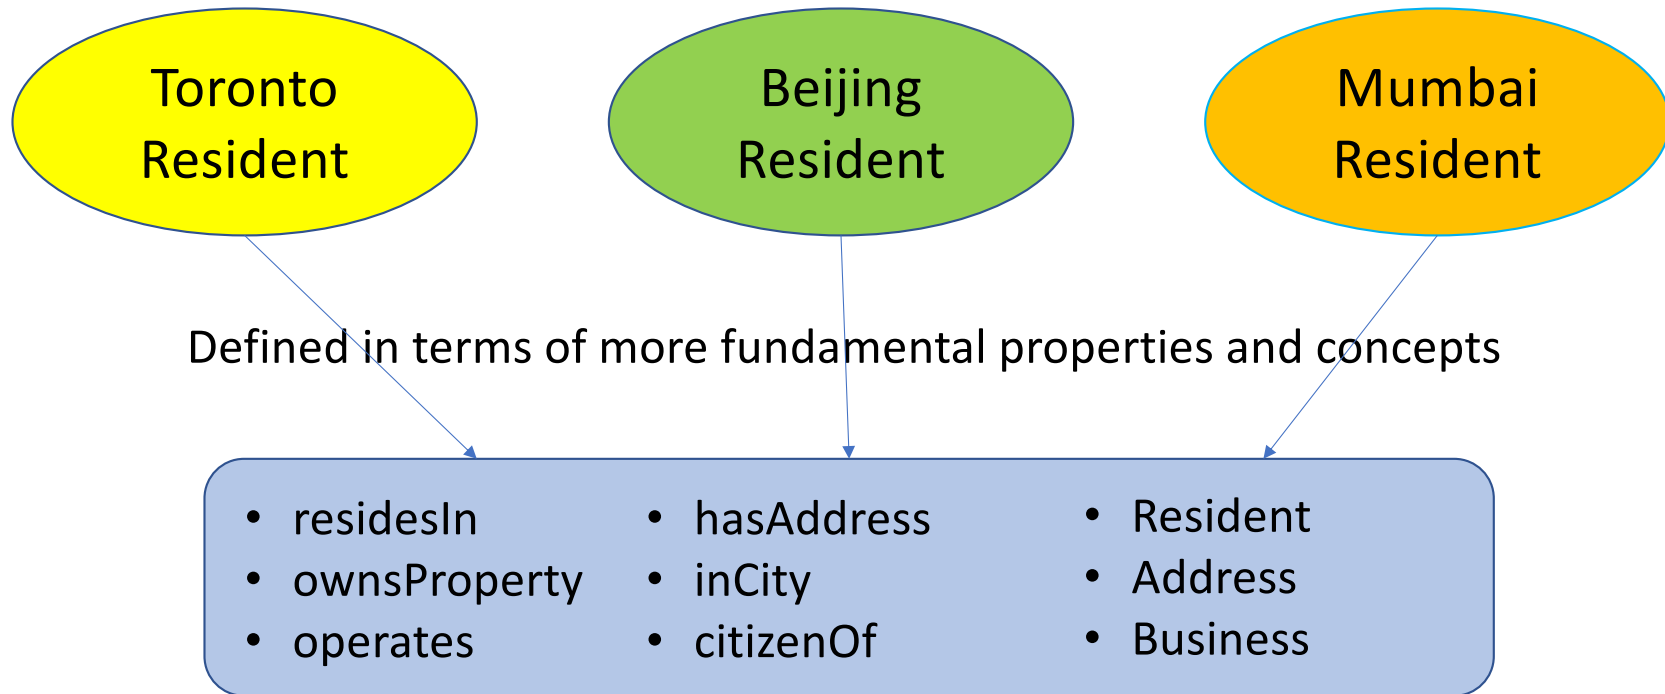 Toronto
Resident
Beijing
Resident
Mumbai
Resident
Defined in terms of more fundamental properties and concepts
• residesIn
• ownsProperty
• operates
• hasAddress
• inCity
• citizenOf
• Resident
• Address
• Business